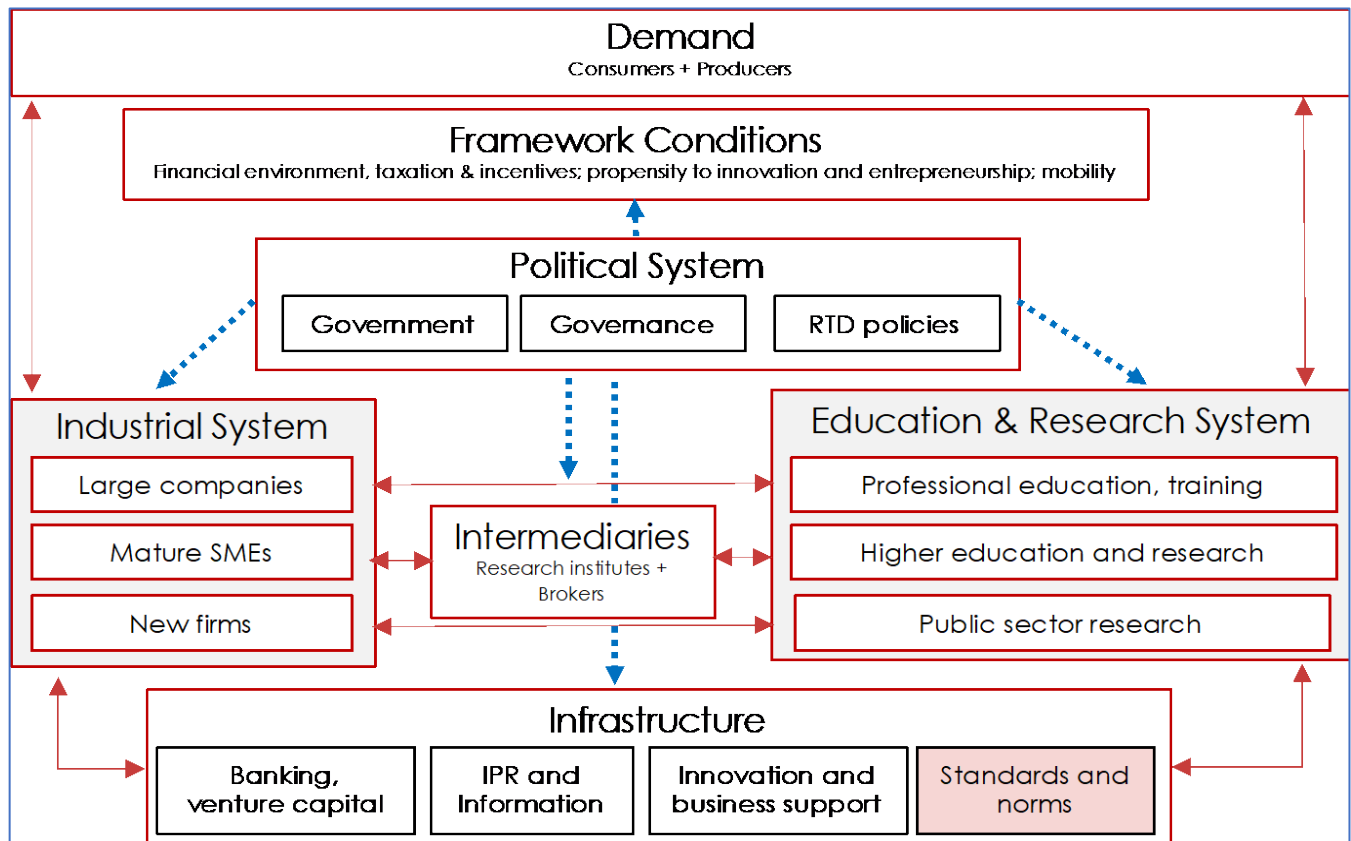 Demand
Consumers + Producers
Framework Conditions
Financial environment, taxation & incentives; propensity to innovation and entrepreneurship; mobility
Political System
Government
Governance
RTD policies
Industrial System
Large companies
Mature SMEs
New firms
Intermediaries
Research institutes +
Brokers
Education & Research System
Professional education, training
Higher education and research
Public sector research
Infrastructure
Banking,
venture capital
IPR and
Information
Innovation and
business support
Standards and
norms